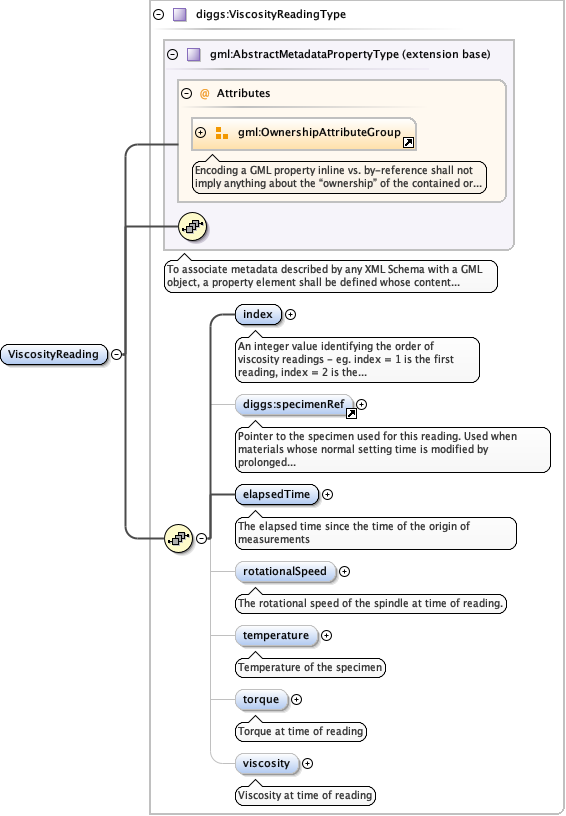 diggs:ViscosityReadingType
gml:AbstractMetadataPropertyType (extension base)
@ Attributes
gml:OwnershipAttributeGroup
Encoding a GML property inline vs. by-reference shall not
imply anything about the “ownership” of the contained or...
To associate metadata described by any XML Schema with a GML
object, a property element shall be defined whose content...
ViscosityReading
index
An integer value identifying the order of
viscosity readings - eg. index = 1 is the first
reading, index = 2 is the...
diggs:specimenRef
Pointer to the specimen used for this reading. Used when
materials whose normal setting time is modified by
prolonged...
elapsedTime
The elapsed time since the time of the origin of
measurements
rotationalSpeed
The rotational speed of the spindle at time of reading.
temperature
Temperature of the specimen
torque
Torque at time of reading
viscosity
Viscosity at time of reading